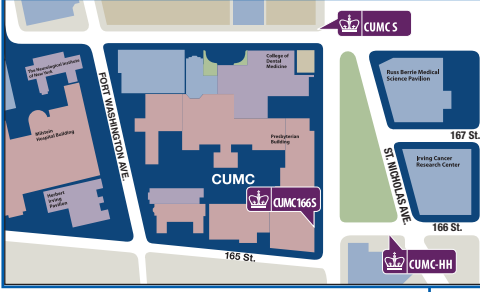 CUMC S
The Neurological Institute
of New York
College of
Dental
Medicine
Russ Berrie Medical
Science Pavilion
FORT WASHINGTON AVE.
Milstein
Hospital Building
Presbyterian
Building
167 St.
ST. NICHOLAS AVE.
Irving Cancer
Research Center
CUMC
Herbert
Irving
Pavilion
CUMC166S
166 St.
165 St.
CUMC-HH